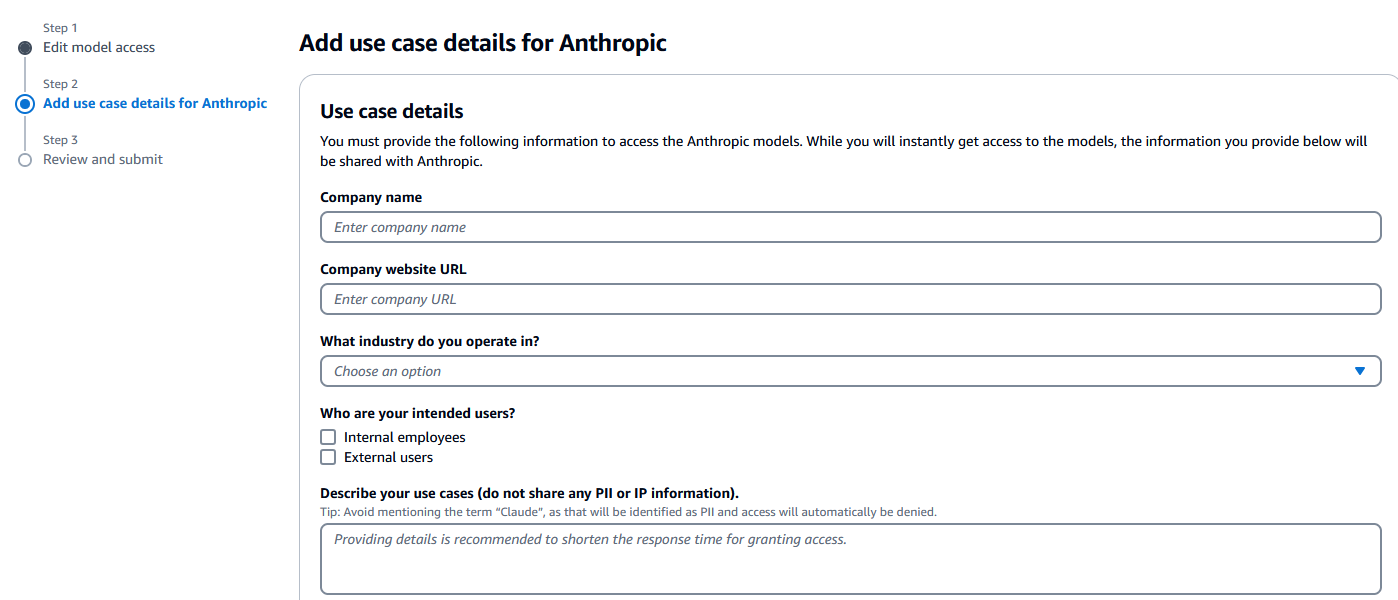 Step 1
Edit model access
Step 2
Add use case details for Anthropic
Step 3
Review and submit
Add use case details for Anthropic
Use case details
You must provide the following information to access the Anthropic models. While you will instantly get access to the models, the information you provide below will
be shared with Anthropic.
Company name
Enter company name
Company website URL
Enter company URL
What industry do you operate in?
Choose an option
Who are your intended users?
Internal employees
External users
Describe your use cases (do not share any PII or IP information).
Tip: Avoid mentioning the term “Claude”, as that will be identified as PII and access will automatically be denied.
Providing details is recommended to shorten the response time for granting access.